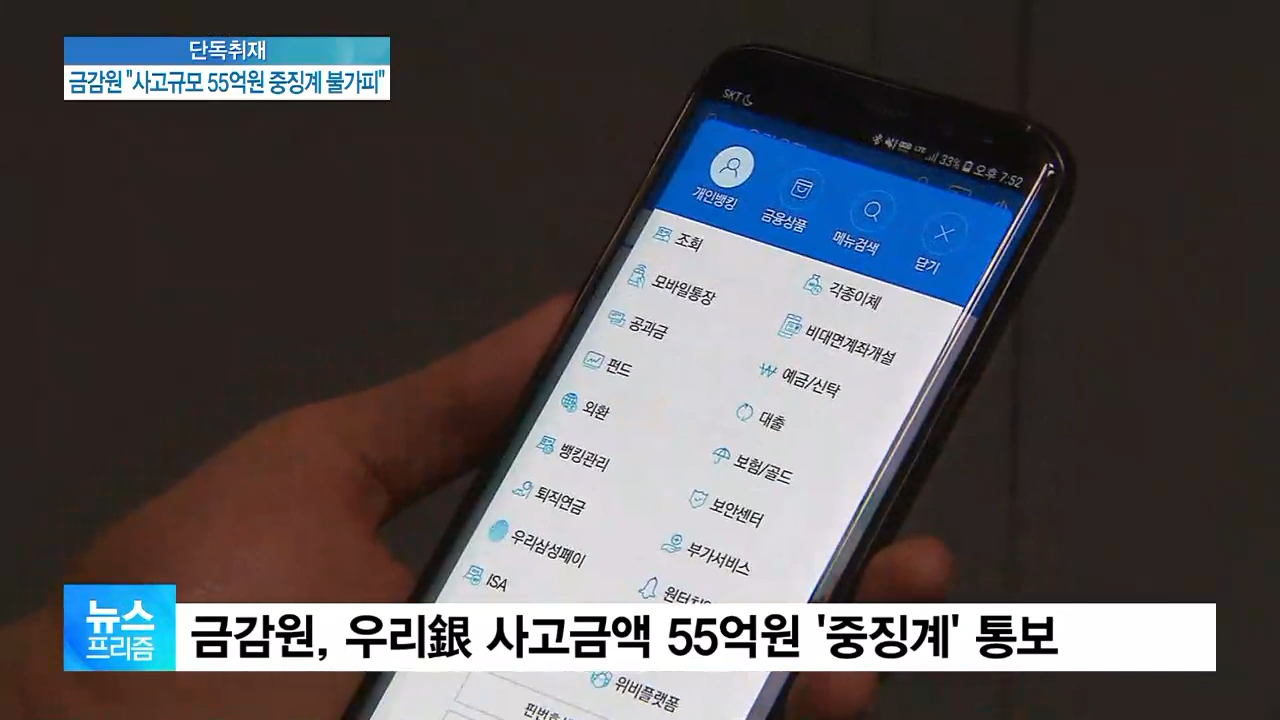 단독취재
금감원 "사고규모 55억원 중징계 불가피"
SKT
33% 오후 7:52
개인뱅킹
금융상품
메뉴검색
닫기
조회
각종이체
모바일통장
비대면계좌개설
공과금
예금/신탁
펀드
대출
외환
보험/골드
뱅킹관리
보안센터
퇴직연금
부가서비스
우리삼성페이
ISA
위비플랫폼
뉴스
프리즘
금감원, 우리銀 사고금액 55억원 '중징계' 통보